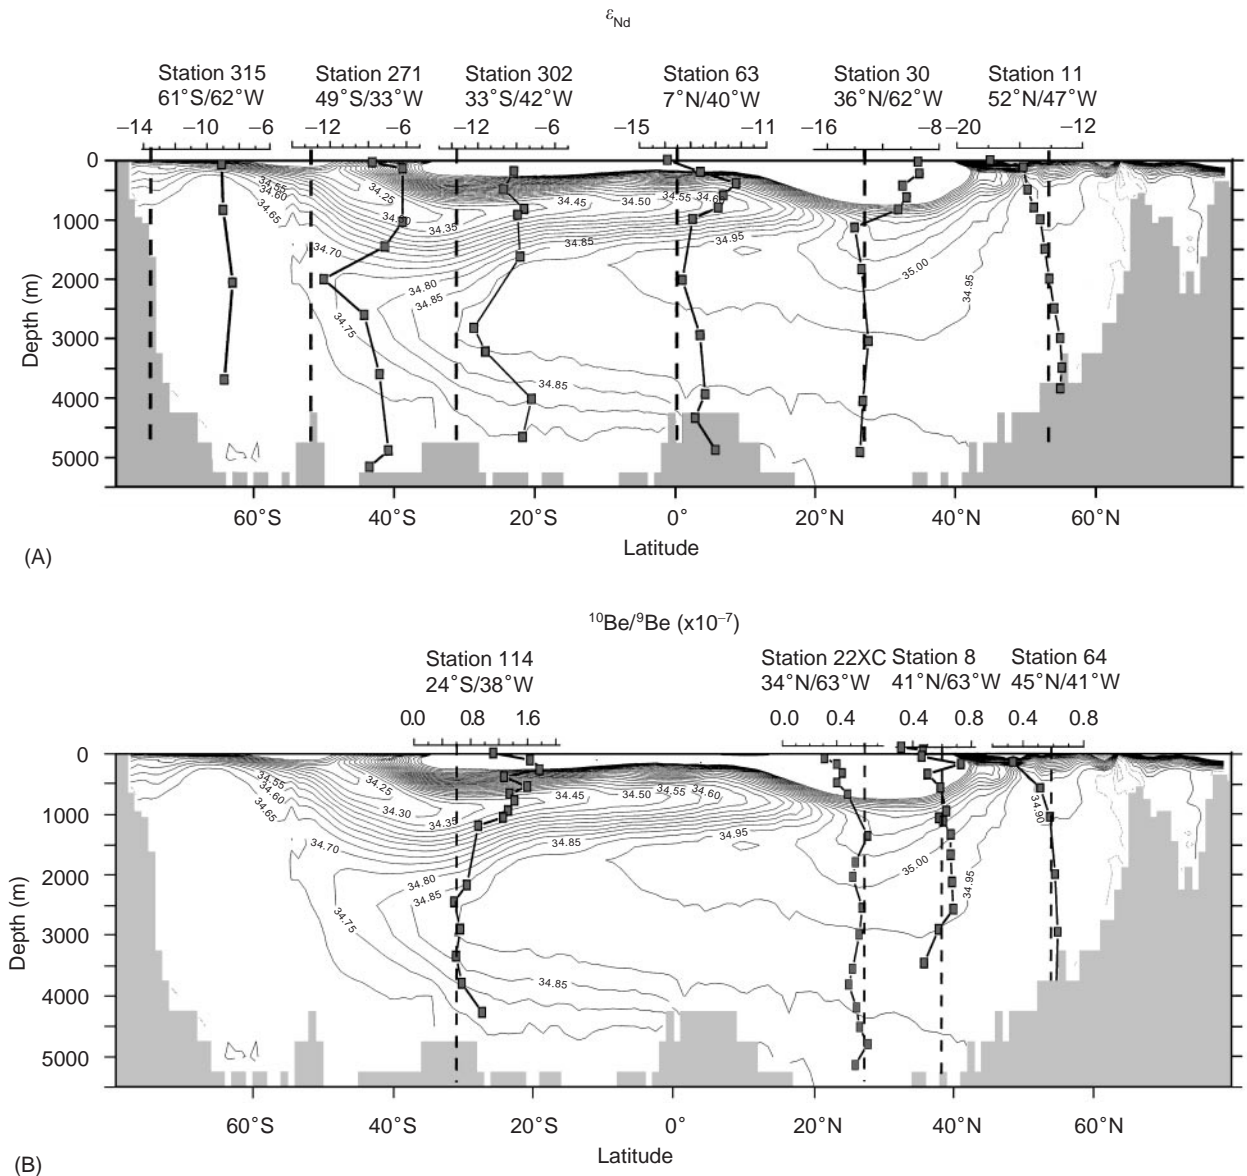 εNd
Station 315
61°S/62°W
Station 271
49°S/33°W
Station 302
33°S/42°W
Station 63
7°N/40°W
Station 30
36°N/62°W
Station 11
52°N/47°W
−14 −9 −6 −12 −6 −12 −6 −15 −11 −16 −8 −20 −12
0
1000
2000
3000
4000
5000
Depth (m)
34.55
34.60
34.65
34.25
34.35
34.45
34.50
34.55
34.70
34.75
34.80
34.85
34.85
34.95
34.85
35.00
34.95
60°S 40°S 20°S 0° 20°N 40°N 60°N
Latitude
(A)
10Be/9Be (x10−7)
Station 114
24°S/38°W
Station 22XC
34°N/63°W
Station 8
41°N/63°W
Station 64
45°N/41°W
0.0 0.8 1.6 0.0 0.4 0.4 0.8 0.4 0.8
0
1000
2000
3000
4000
5000
Depth (m)
34.55
34.60
34.65
34.25
34.30
34.35
34.45
34.50
34.55
34.60
34.70
34.75
34.80
34.85
34.85
34.95
34.85
35.00
34.95
34.90
60°S 40°S 20°S 0° 20°N 40°N 60°N
Latitude
(B)